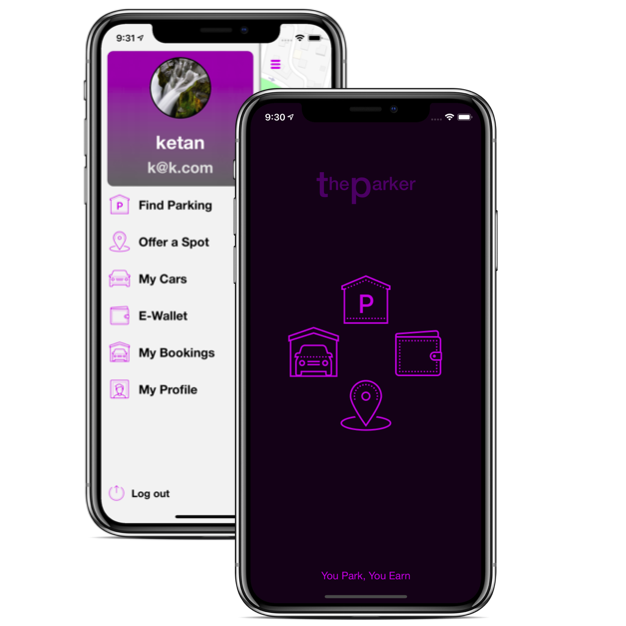 9:31
ketan
k@k.com
P
Find Parking
Offer a Spot
My Cars
E-Wallet
My Bookings
My Profile
Log out
9:30
theparker
P
You Park, You Earn